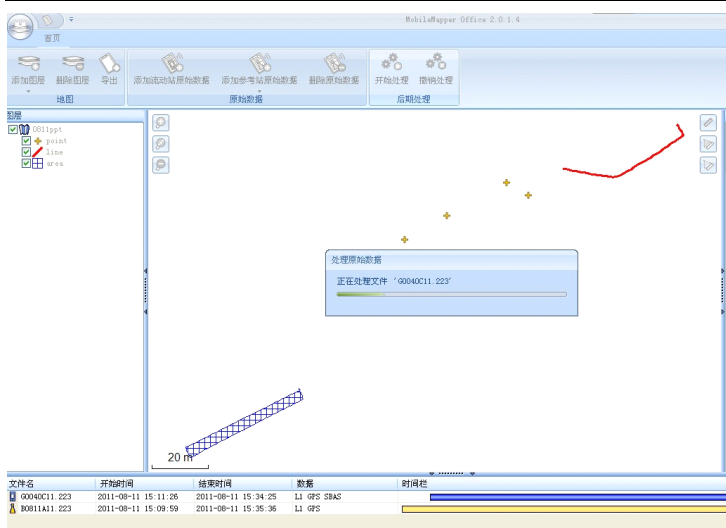 MobileMapper Office 2.0.1.4
首页
添加图层 删除图层 导出 添加流动站原始数据 添加参考站原始数据 删除原始数据 开始处理 撤销处理
地图 原始数据 后期处理
图层
0811ppt
point
line
area
处理原始数据
正在处理文件 'G0040C11.223'
20 m
文件名 开始时间 结束时间 数据 时间栏
G0040C11.223 2011-08-11 15:11:26 2011-08-11 15:34:25 L1 GPS SBAS
B0811A11.223 2011-08-11 15:09:59 2011-08-11 15:35:36 L1 GPS